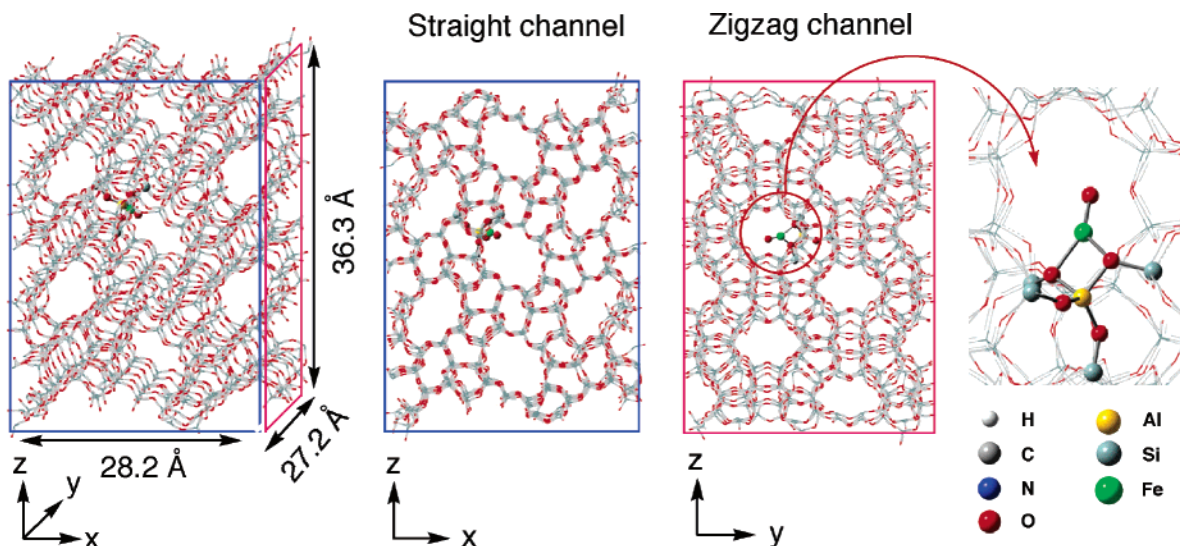 Straight channel
Zigzag channel
36.3 Å
28.2 Å
27.2 Å
z
y
x
z
x
z
y
H
Al
C
Si
N
Fe
O